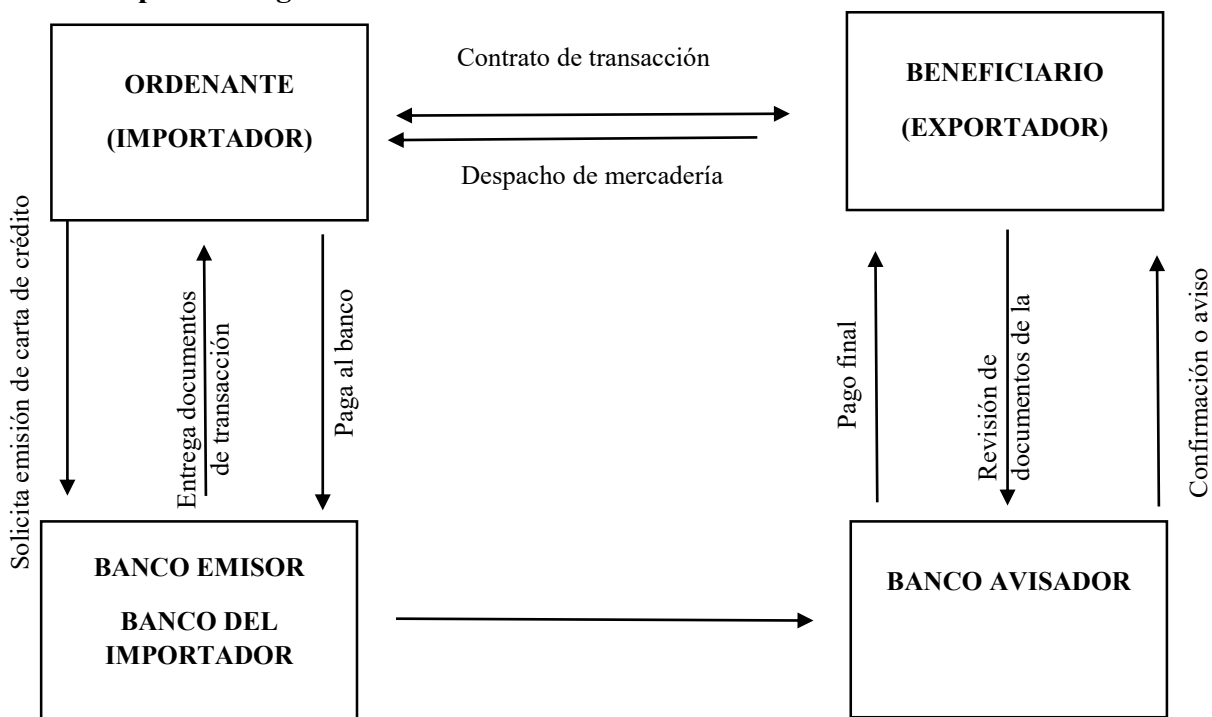 ORDENANTE
(IMPORTADOR)
Contrato de transacción
Despacho de mercadería
BENEFICIARIO
(EXPORTADOR)
Solicita emisión de carta de crédito
Entrega documentos
de transacción
Paga al banco
Pago final
Revisión de
documentos de la
Confirmación o aviso
BANCO EMISOR
BANCO DEL
IMPORTADOR
BANCO AVISADOR